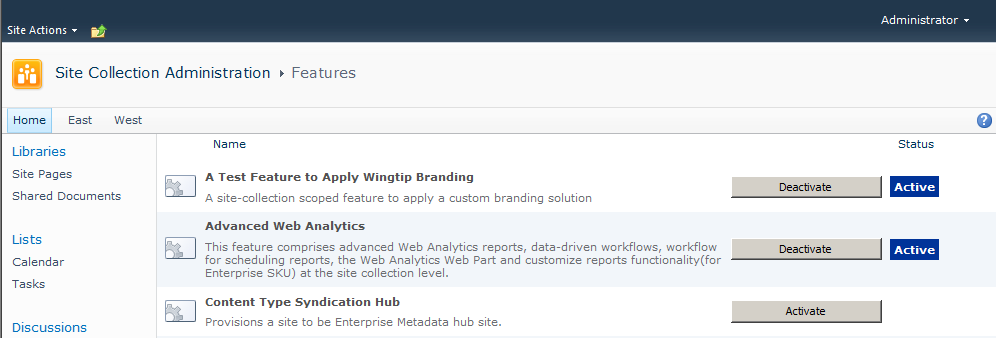 Site Actions
Administrator
Site Collection Administration Features
Home East West
Name Status
Libraries
Site Pages
Shared Documents
Lists
Calendar
Tasks
Discussions
A Test Feature to Apply Wingtip Branding
A site-collection scoped feature to apply a custom branding solution
Deactivate Active
Advanced Web Analytics
This feature comprises advanced Web Analytics reports, data-driven workflows, workflow
for scheduling reports, the Web Analytics Web Part and customize reports functionality(for
Enterprise SKU) at the site collection level.
Deactivate Active
Content Type Syndication Hub
Provisions a site to be Enterprise Metadata hub site.
Activate